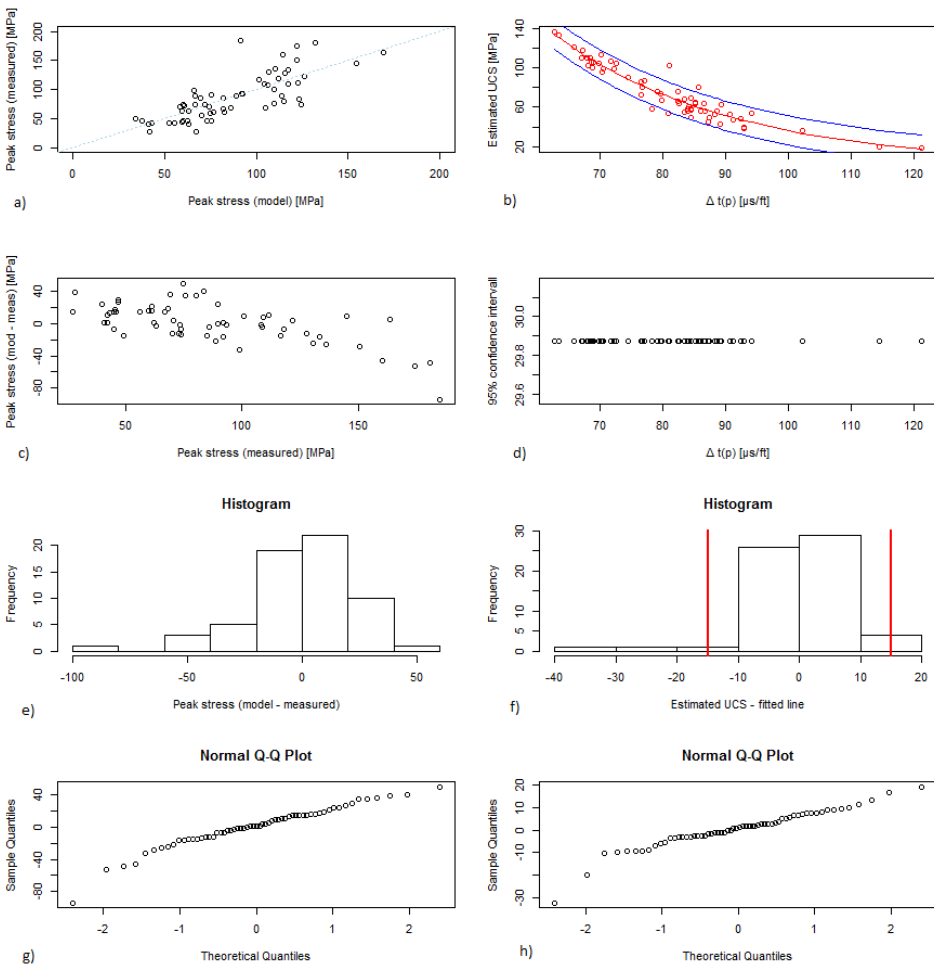 Peak stress (measured) [MPa]
0 50 100 150 200
0 50 100 150 200
Peak stress (model) [MPa]
a)
Estimated UCS [MPa]
20 60 100 140
70 80 90 100 110 120
Δ t(p) [µs/ft]
b)
Peak stress (mod - meas) [MPa]
-80 -40 0 40
50 100 150
Peak stress (measured) [MPa]
c)
95% confidence intervall
29.6 29.8 30.0
70 80 90 100 110 120
Δ t(p) [µs/ft]
d)
Histogram
Frequency
0 5 10 20
-100 -50 0 50
Peak stress (model - measured)
e)
Histogram
Frequency
0 5 10 20 30
-40 -30 -20 -10 0 10 20
Estimated UCS - fitted line
f)
Normal Q-Q Plot
Sample Quantiles
-80 -40 0 40
-2 -1 0 1 2
Theoretical Quantiles
g)
Normal Q-Q Plot
Sample Quantiles
-30 -10 0 10 20
-2 -1 0 1 2
Theoretical Quantiles
h)